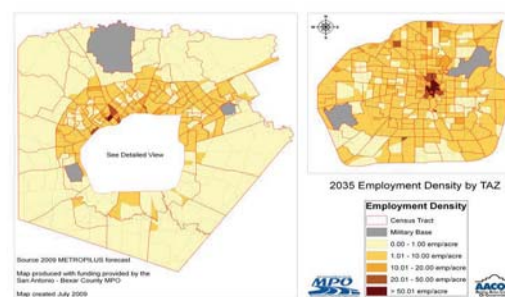 See Detailed View
Source 2009 METROPILUS forecast
Map produced with funding provided by the
San Antonio - Bexar County MPO
Map created July 2009
2035 Employment Density by TAZ
Employment Density
Census Tract
Military Base
0.00 - 1.00 emp/acre
1.01 - 10.00 emp/acre
10.01 - 20.00 emp/acre
20.01 - 50.00 emp/acre
> 50.01 emp/acre
MPO
AACO